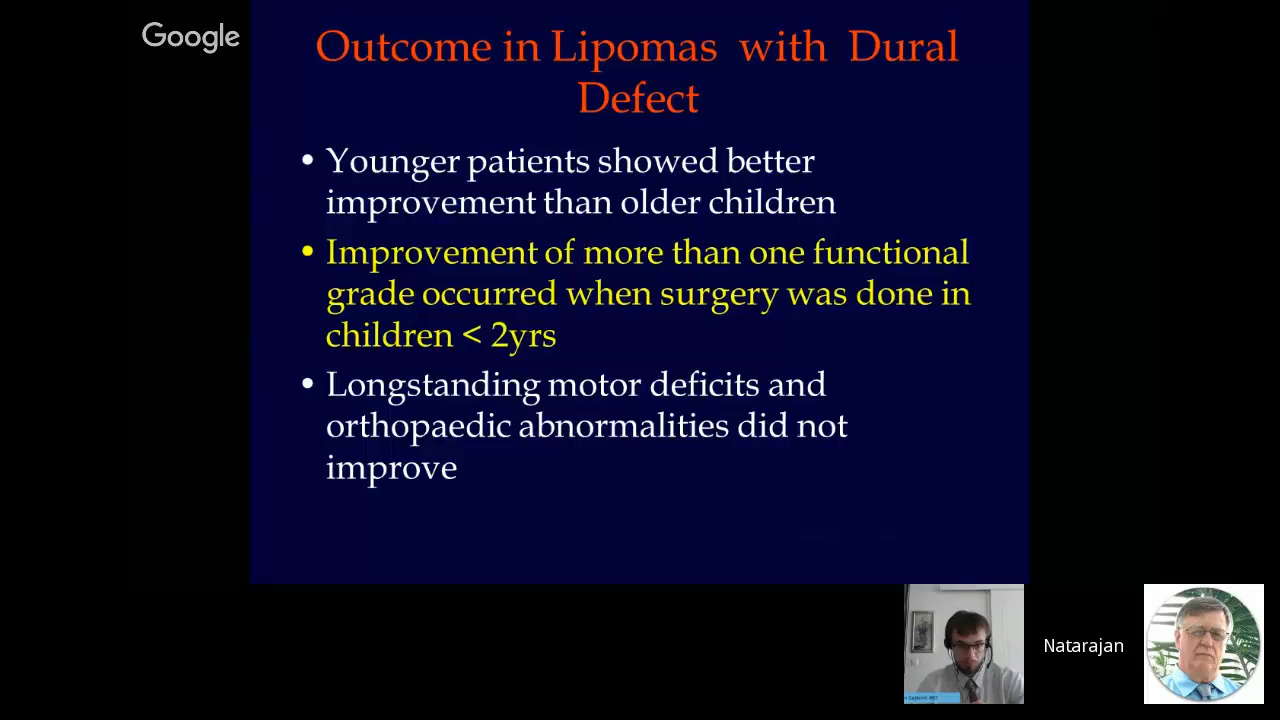 Google
Outcome in Lipomas with Dural
Defect
• Younger patients showed better
improvement than older children
• Improvement of more than one functional
grade occurred when surgery was done in
children < 2yrs
• Longstanding motor deficits and
orthopaedic abnormalities did not
improve
Natarajan